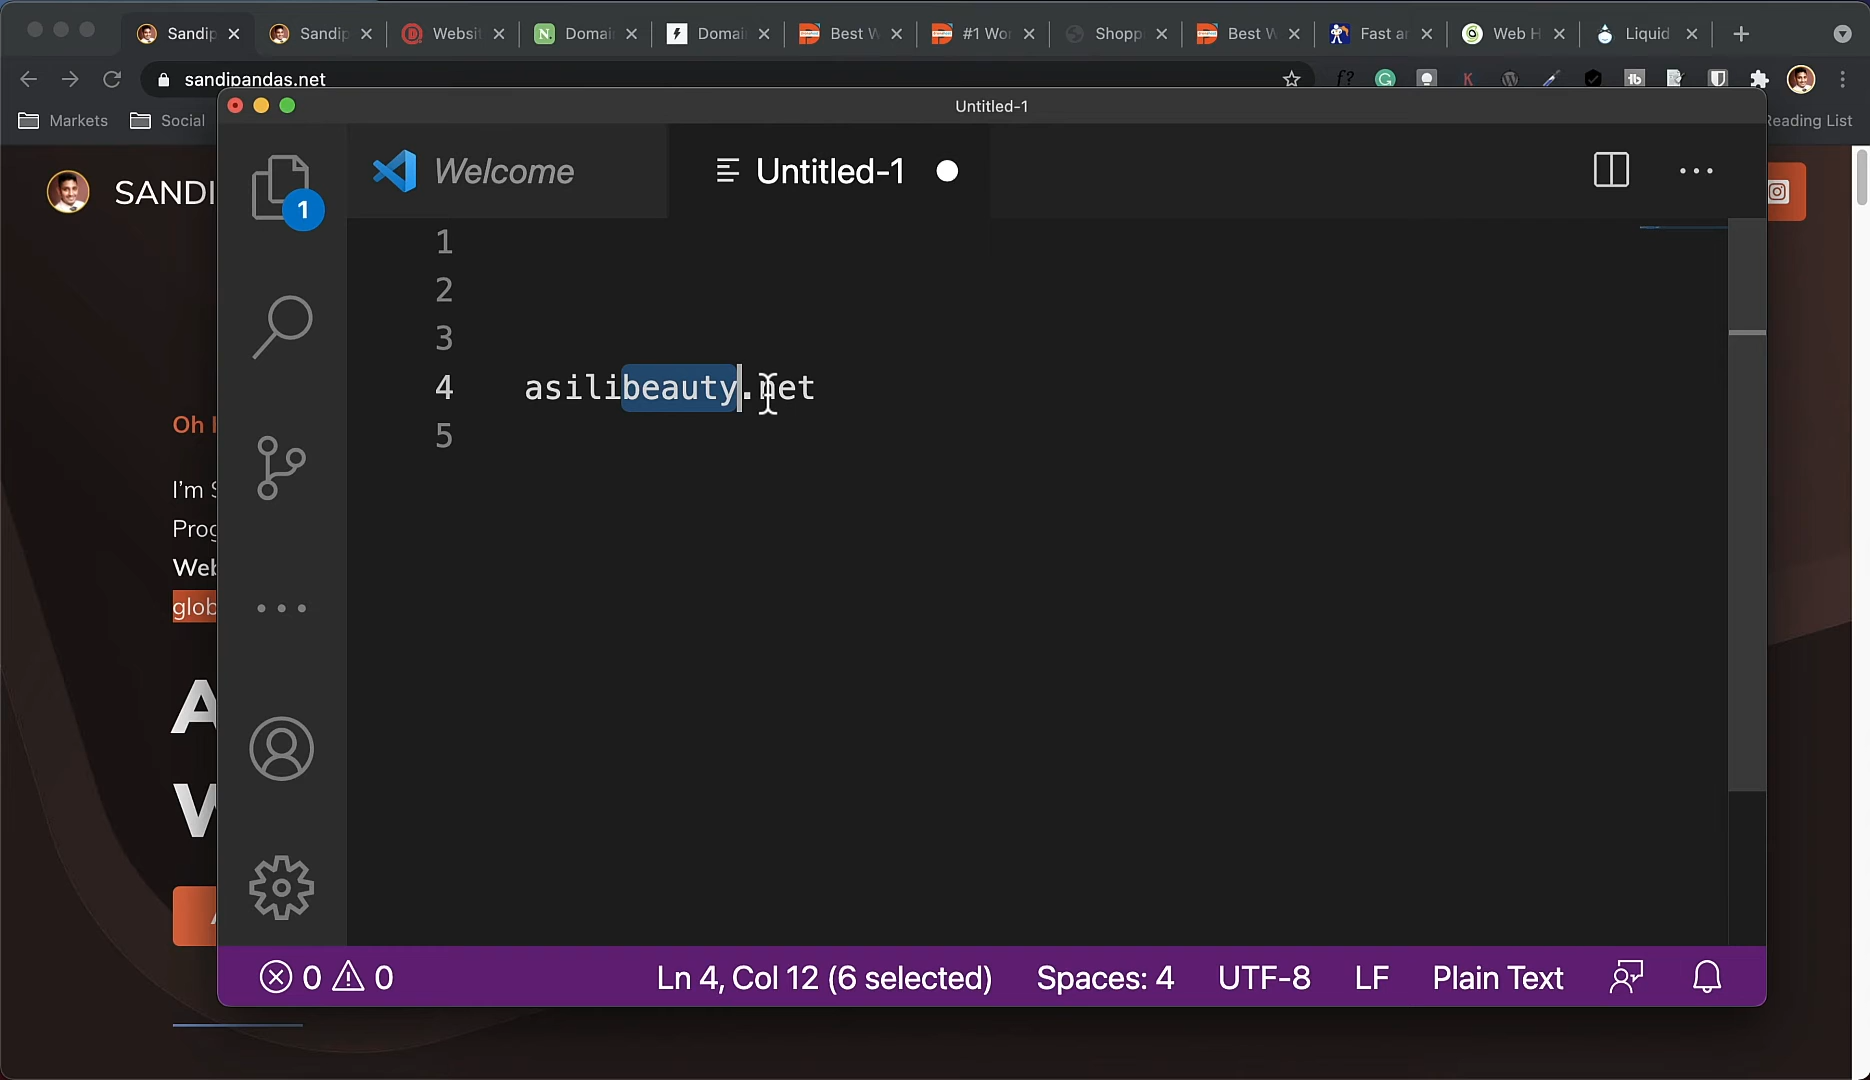 Sandip
Sandip
Websit
Domai
Domai
Best W
#1 Wor
Shopp
Best W
Fast a
Web H
Liquid
sandipandas.net
Markets
Social
Reading List
Untitled-1
SANDI
Welcome
Untitled-1
1
1
2
3
4 asilibeauty.net
5
Oh
I'm S
Prog
Web
glob
A
W
0 0
Ln 4, Col 12 (6 selected)
Spaces: 4
UTF-8
LF
Plain Text